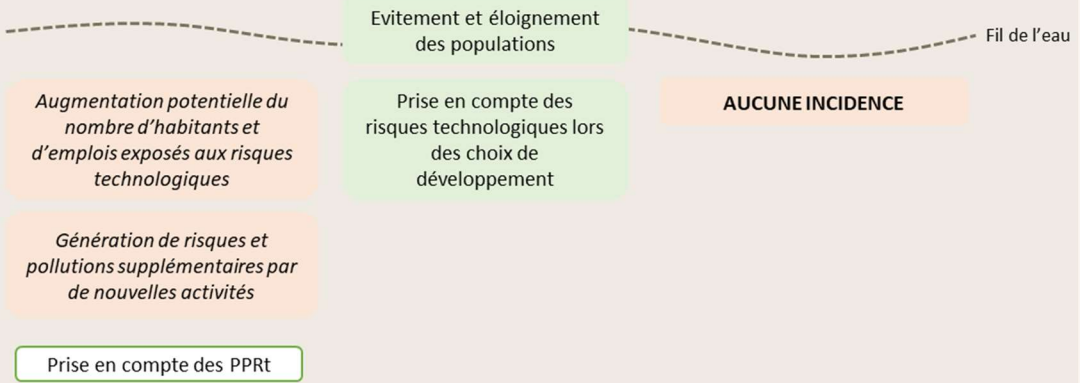 Evitement et éloignement
des populations
Fil de l'eau
Augmentation potentielle du
nombre d'habitants et
d'emplois exposés aux risques
technologiques
Prise en compte des
risques technologiques lors
des choix de
développement
AUCUNE INCIDENCE
Génération de risques et
pollutions supplémentaires par
de nouvelles activités
Prise en compte des PPRt